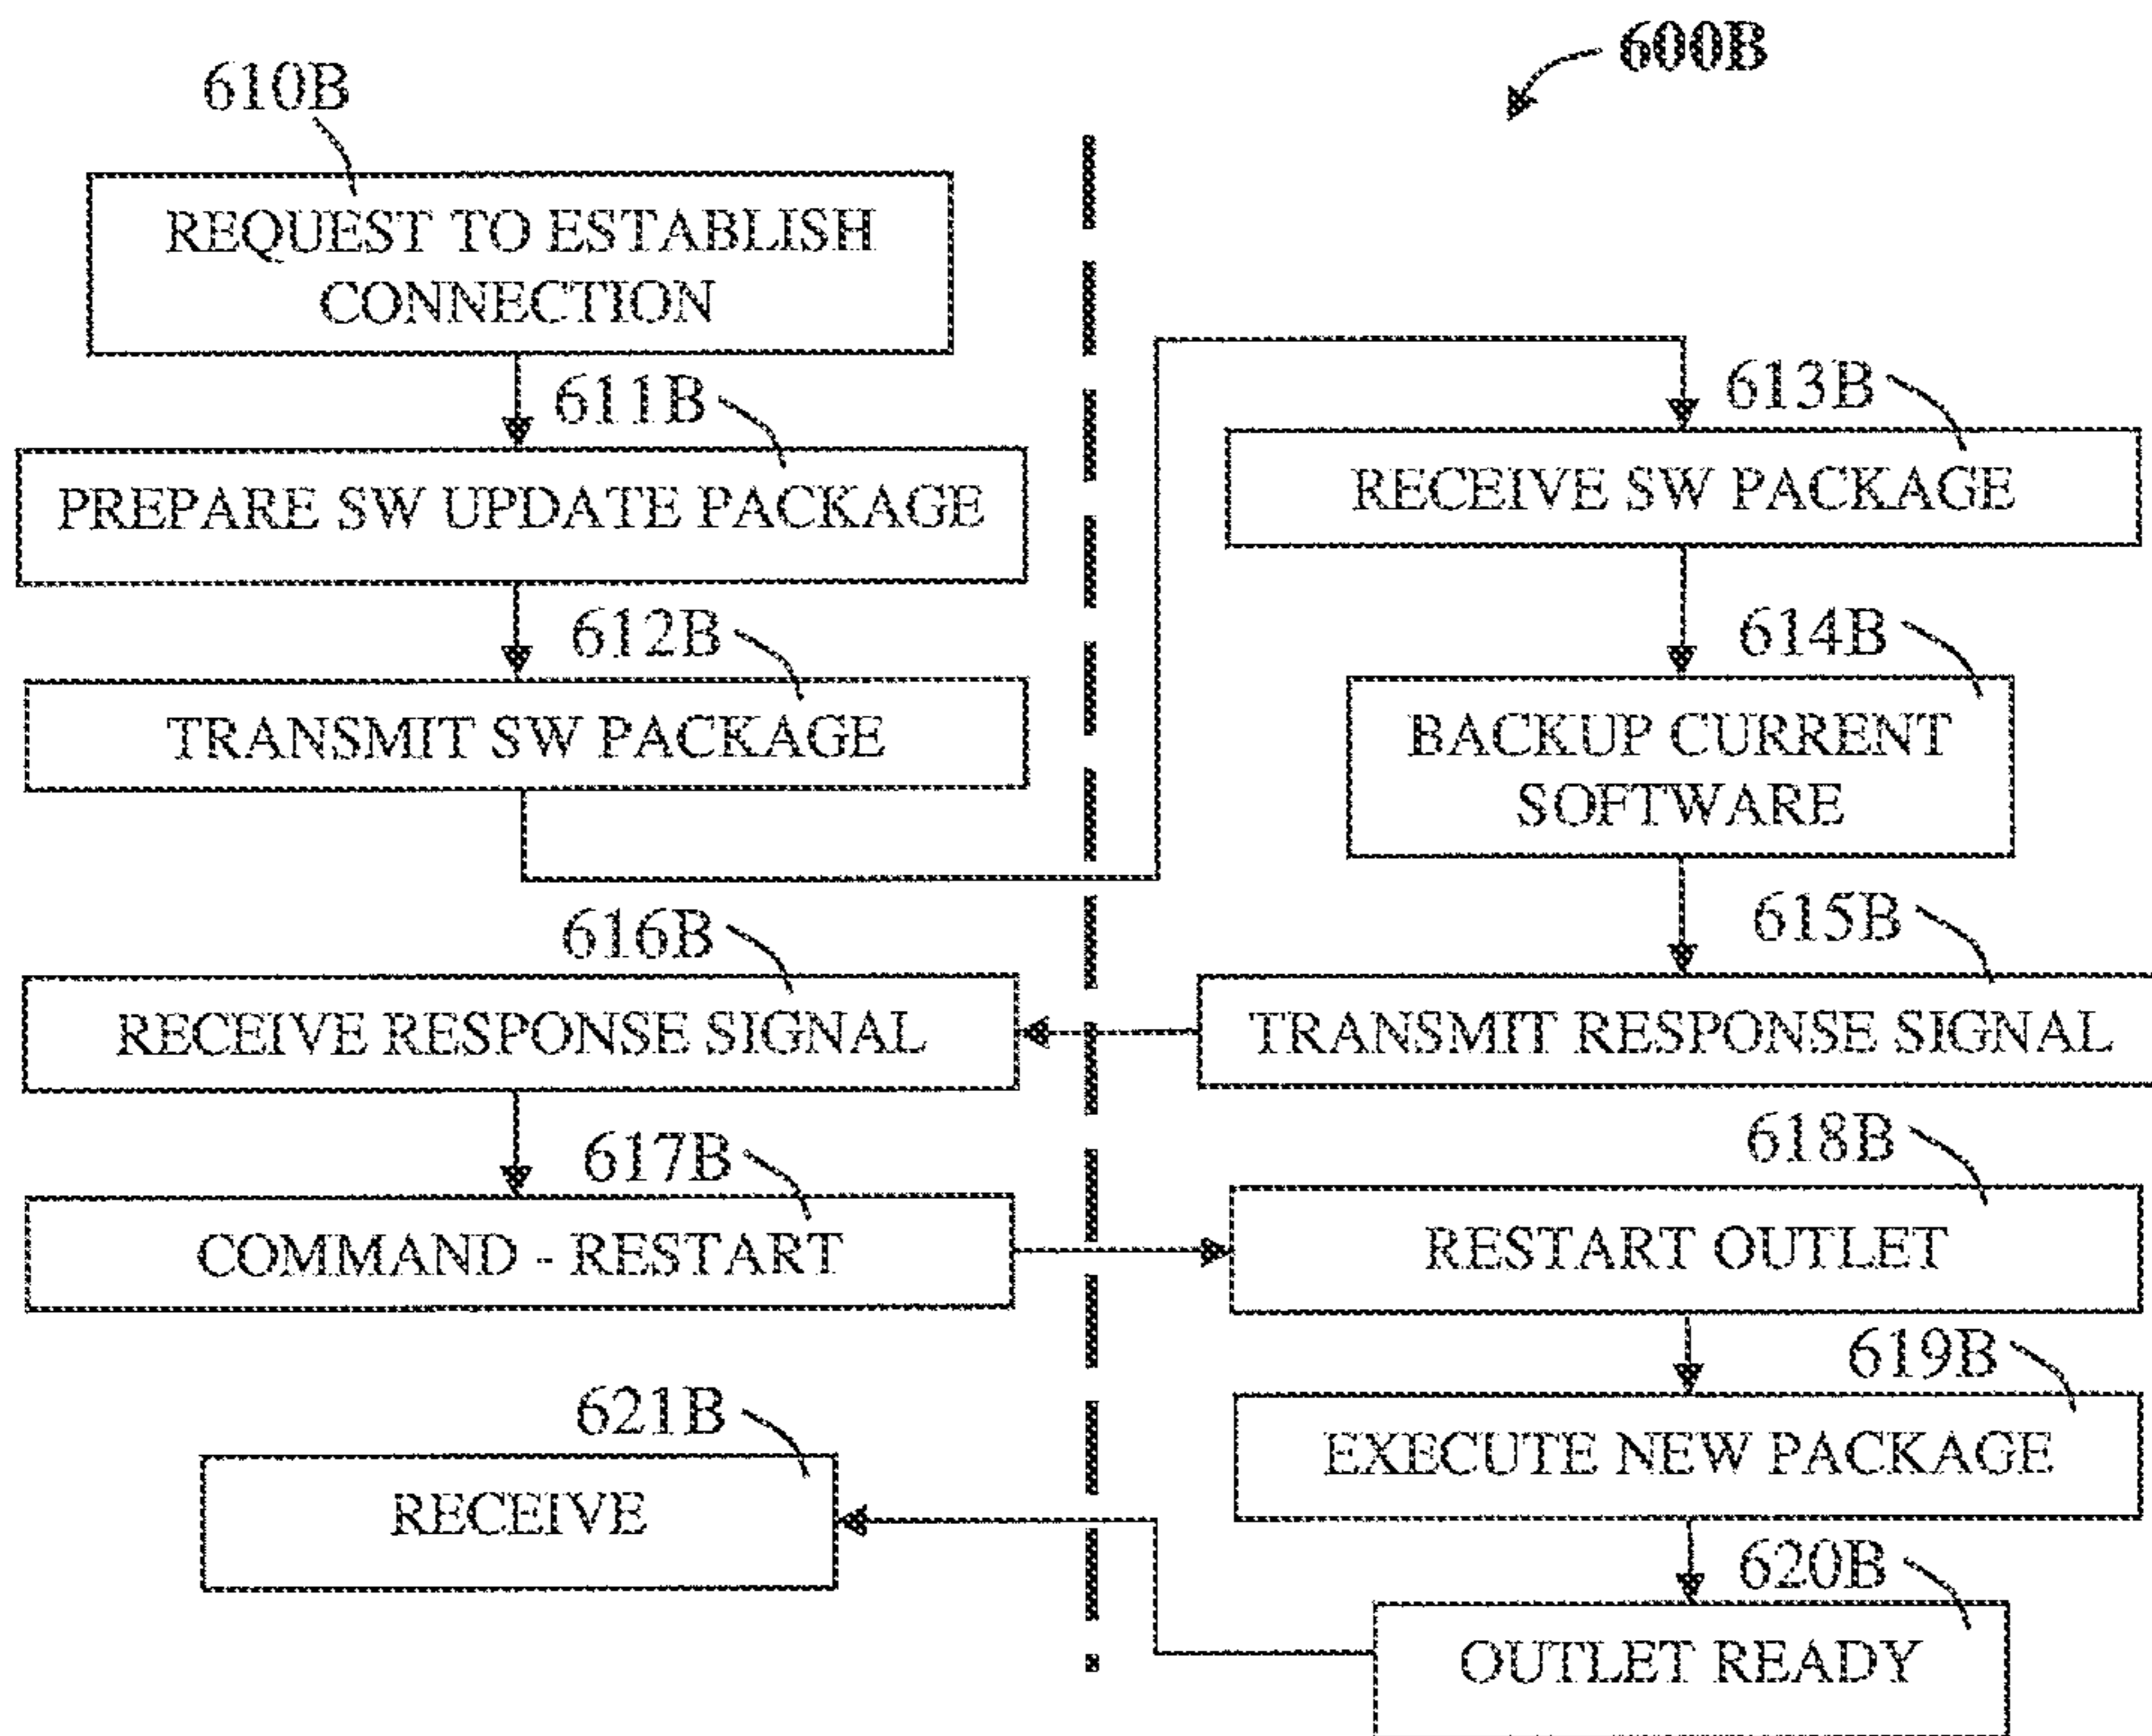 600B
610B
REQUEST TO ESTABLISH
CONNECTION
611B
PREPARE SW UPDATE PACKAGE
612B
TRANSMIT SW PACKAGE
613B
RECEIVE SW PACKAGE
614B
BACKUP CURRENT
SOFTWARE
615B
TRANSMIT RESPONSE SIGNAL
616B
RECEIVE RESPONSE SIGNAL
617B
COMMAND - RESTART
618B
RESTART OUTLET
619B
EXECUTE NEW PACKAGE
620B
OUTLET READY
621B
RECEIVE